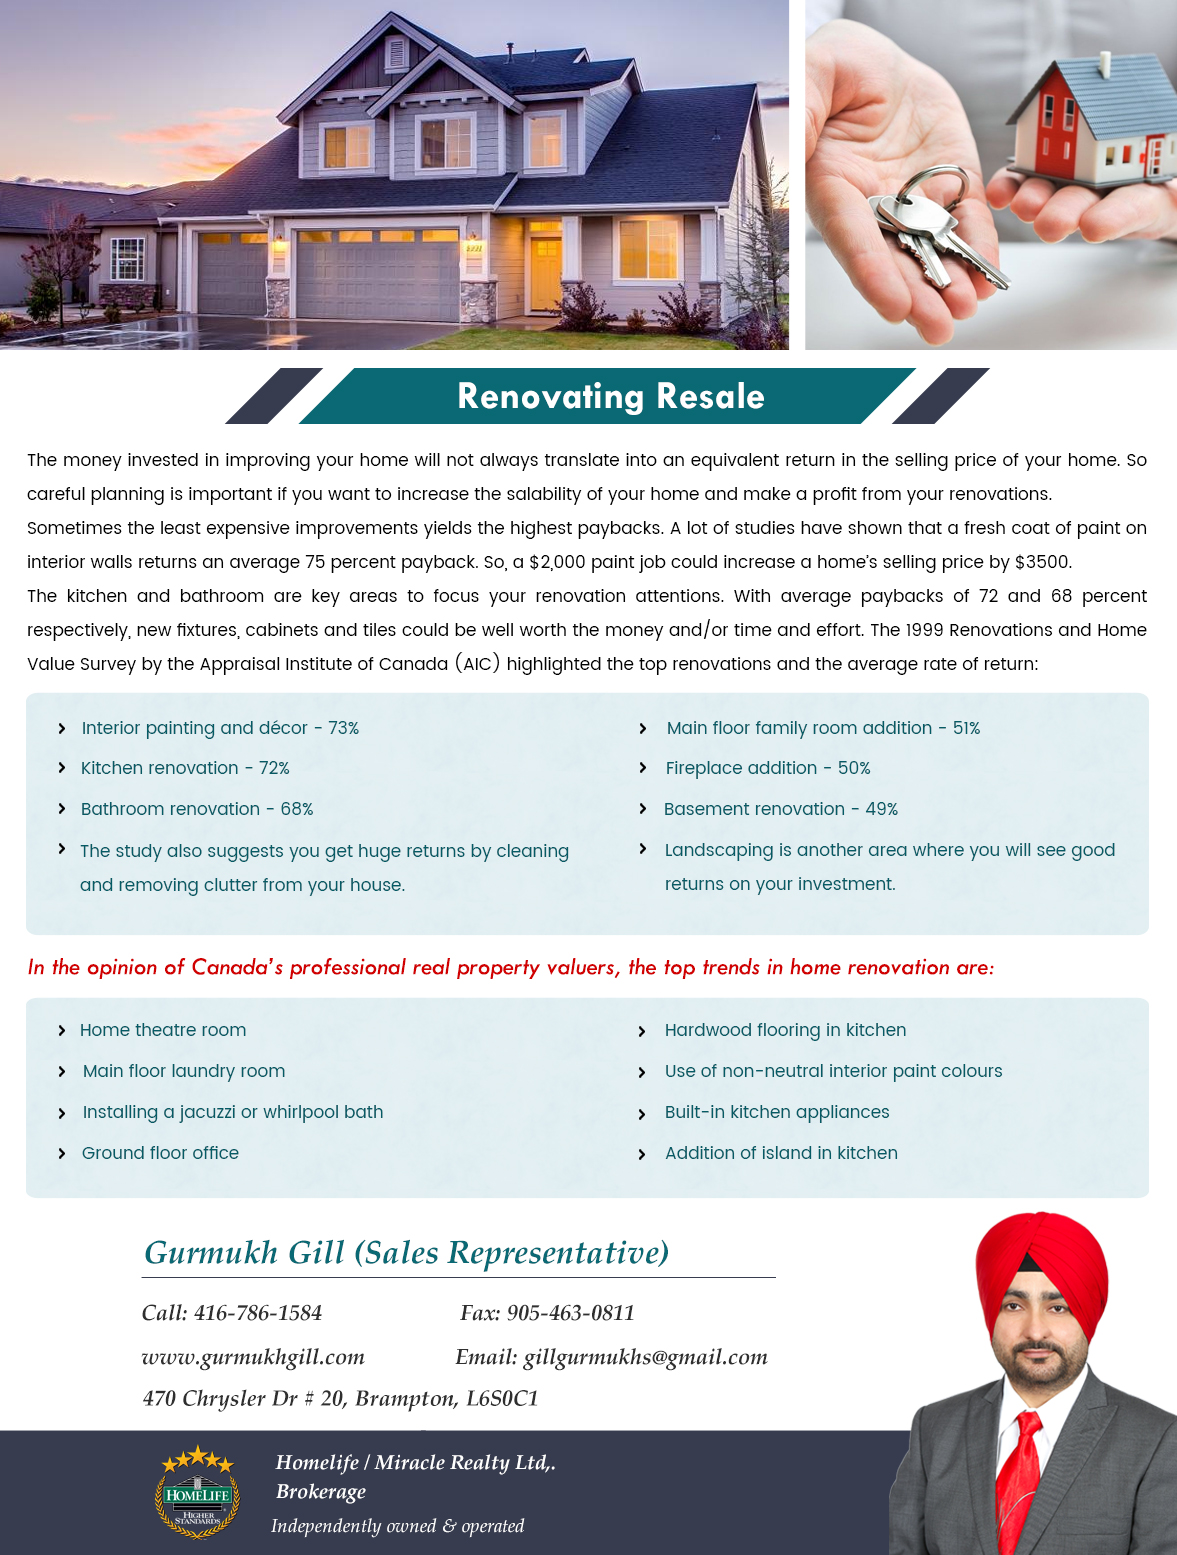 Renovating Resale
The money invested in improving your home will not always translate into an equivalent return in the selling price of your home. So
careful planning is important if you want to increase the salability of your home and make a profit from your renovations.
Sometimes the least expensive improvements yields the highest paybacks. A lot of studies have shown that a fresh coat of paint on
interior walls returns an average 75 percent payback. So, a $2,000 paint job could increase a home's selling price by $3500.
The kitchen and bathroom are key areas to focus your renovation attentions. With average paybacks of 72 and 68 percent
respectively, new fixtures, cabinets and tiles could be well worth the money and/or time and effort. The 1999 Renovations and Home
Value Survey by the Appraisal Institute of Canada (AIC) highlighted the top renovations and the average rate of return:
Interior painting and décor - 73%
Kitchen renovation - 72%
Bathroom renovation - 68%
The study also suggests you get huge returns by cleaning
and removing clutter from your house.
Main floor family room addition - 51%
Fireplace addition - 50%
Basement renovation - 49%
Landscaping is another area where you will see good
returns on your investment.
In the opinion of Canada's professional real property valuers, the top trends in home renovation are:
Home theatre room
Main floor laundry room
Installing a jacuzzi or whirlpool bath
Ground floor office
Hardwood flooring in kitchen
Use of non-neutral interior paint colours
Built-in kitchen appliances
Addition of island in kitchen
Gurmukh Gill (Sales Representative)
Call: 416-786-1584 Fax: 905-463-0811
www.gurmukhgill.com Email: gillgurmukhs@gmail.com
470 Chrysler Dr # 20, Brampton, L6S0C1
HOMELIFE
HIGHER
STANDARDS
Homelife / Miracle Realty Ltd,.
Brokerage
Independently owned & operated